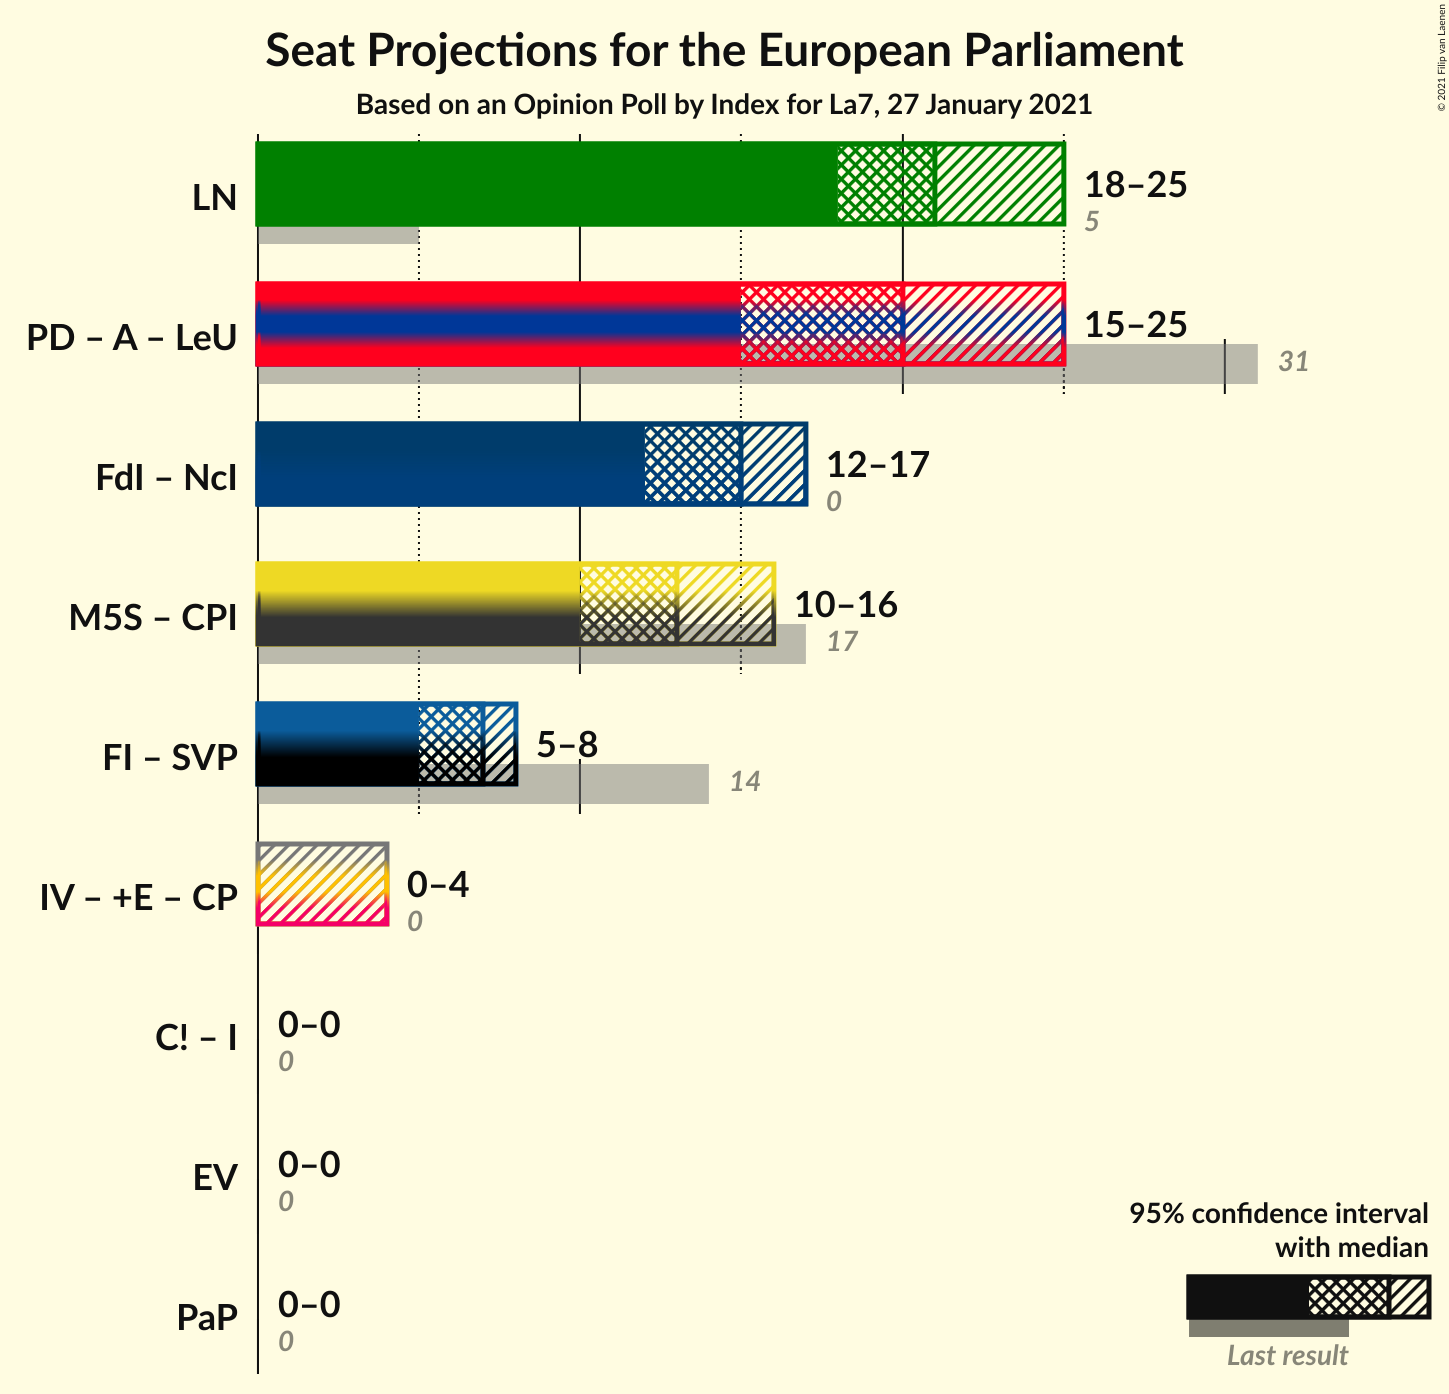 Seat Projections for the European Parliament
Based on an Opinion Poll by Index for La7, 27 January 2021
© 2021 Filip van Laenen
LN
18–25
5
PD – A – LeU
15–25
31
FdI – NcI
12–17
0
M5S – CPI
10–16
17
FI – SVP
5–8
14
IV – +E – CP
0–4
0
C! – I
0–0
0
EV
0–0
0
PaP
0–0
0
95% confidence interval
with median
Last result